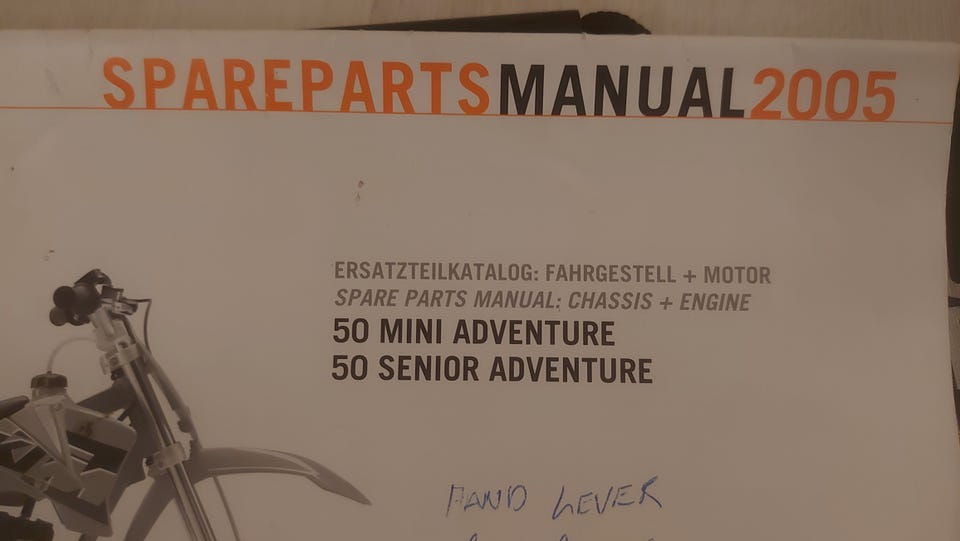 SPAREPARTSMANUAL2005
ERSATZTEILKATALOG: FAHRGESTELL + MOTOR
SPARE PARTS MANUAL: CHASSIS + ENGINE
50 MINI ADVENTURE
50 SENIOR ADVENTURE
HAND LEVER